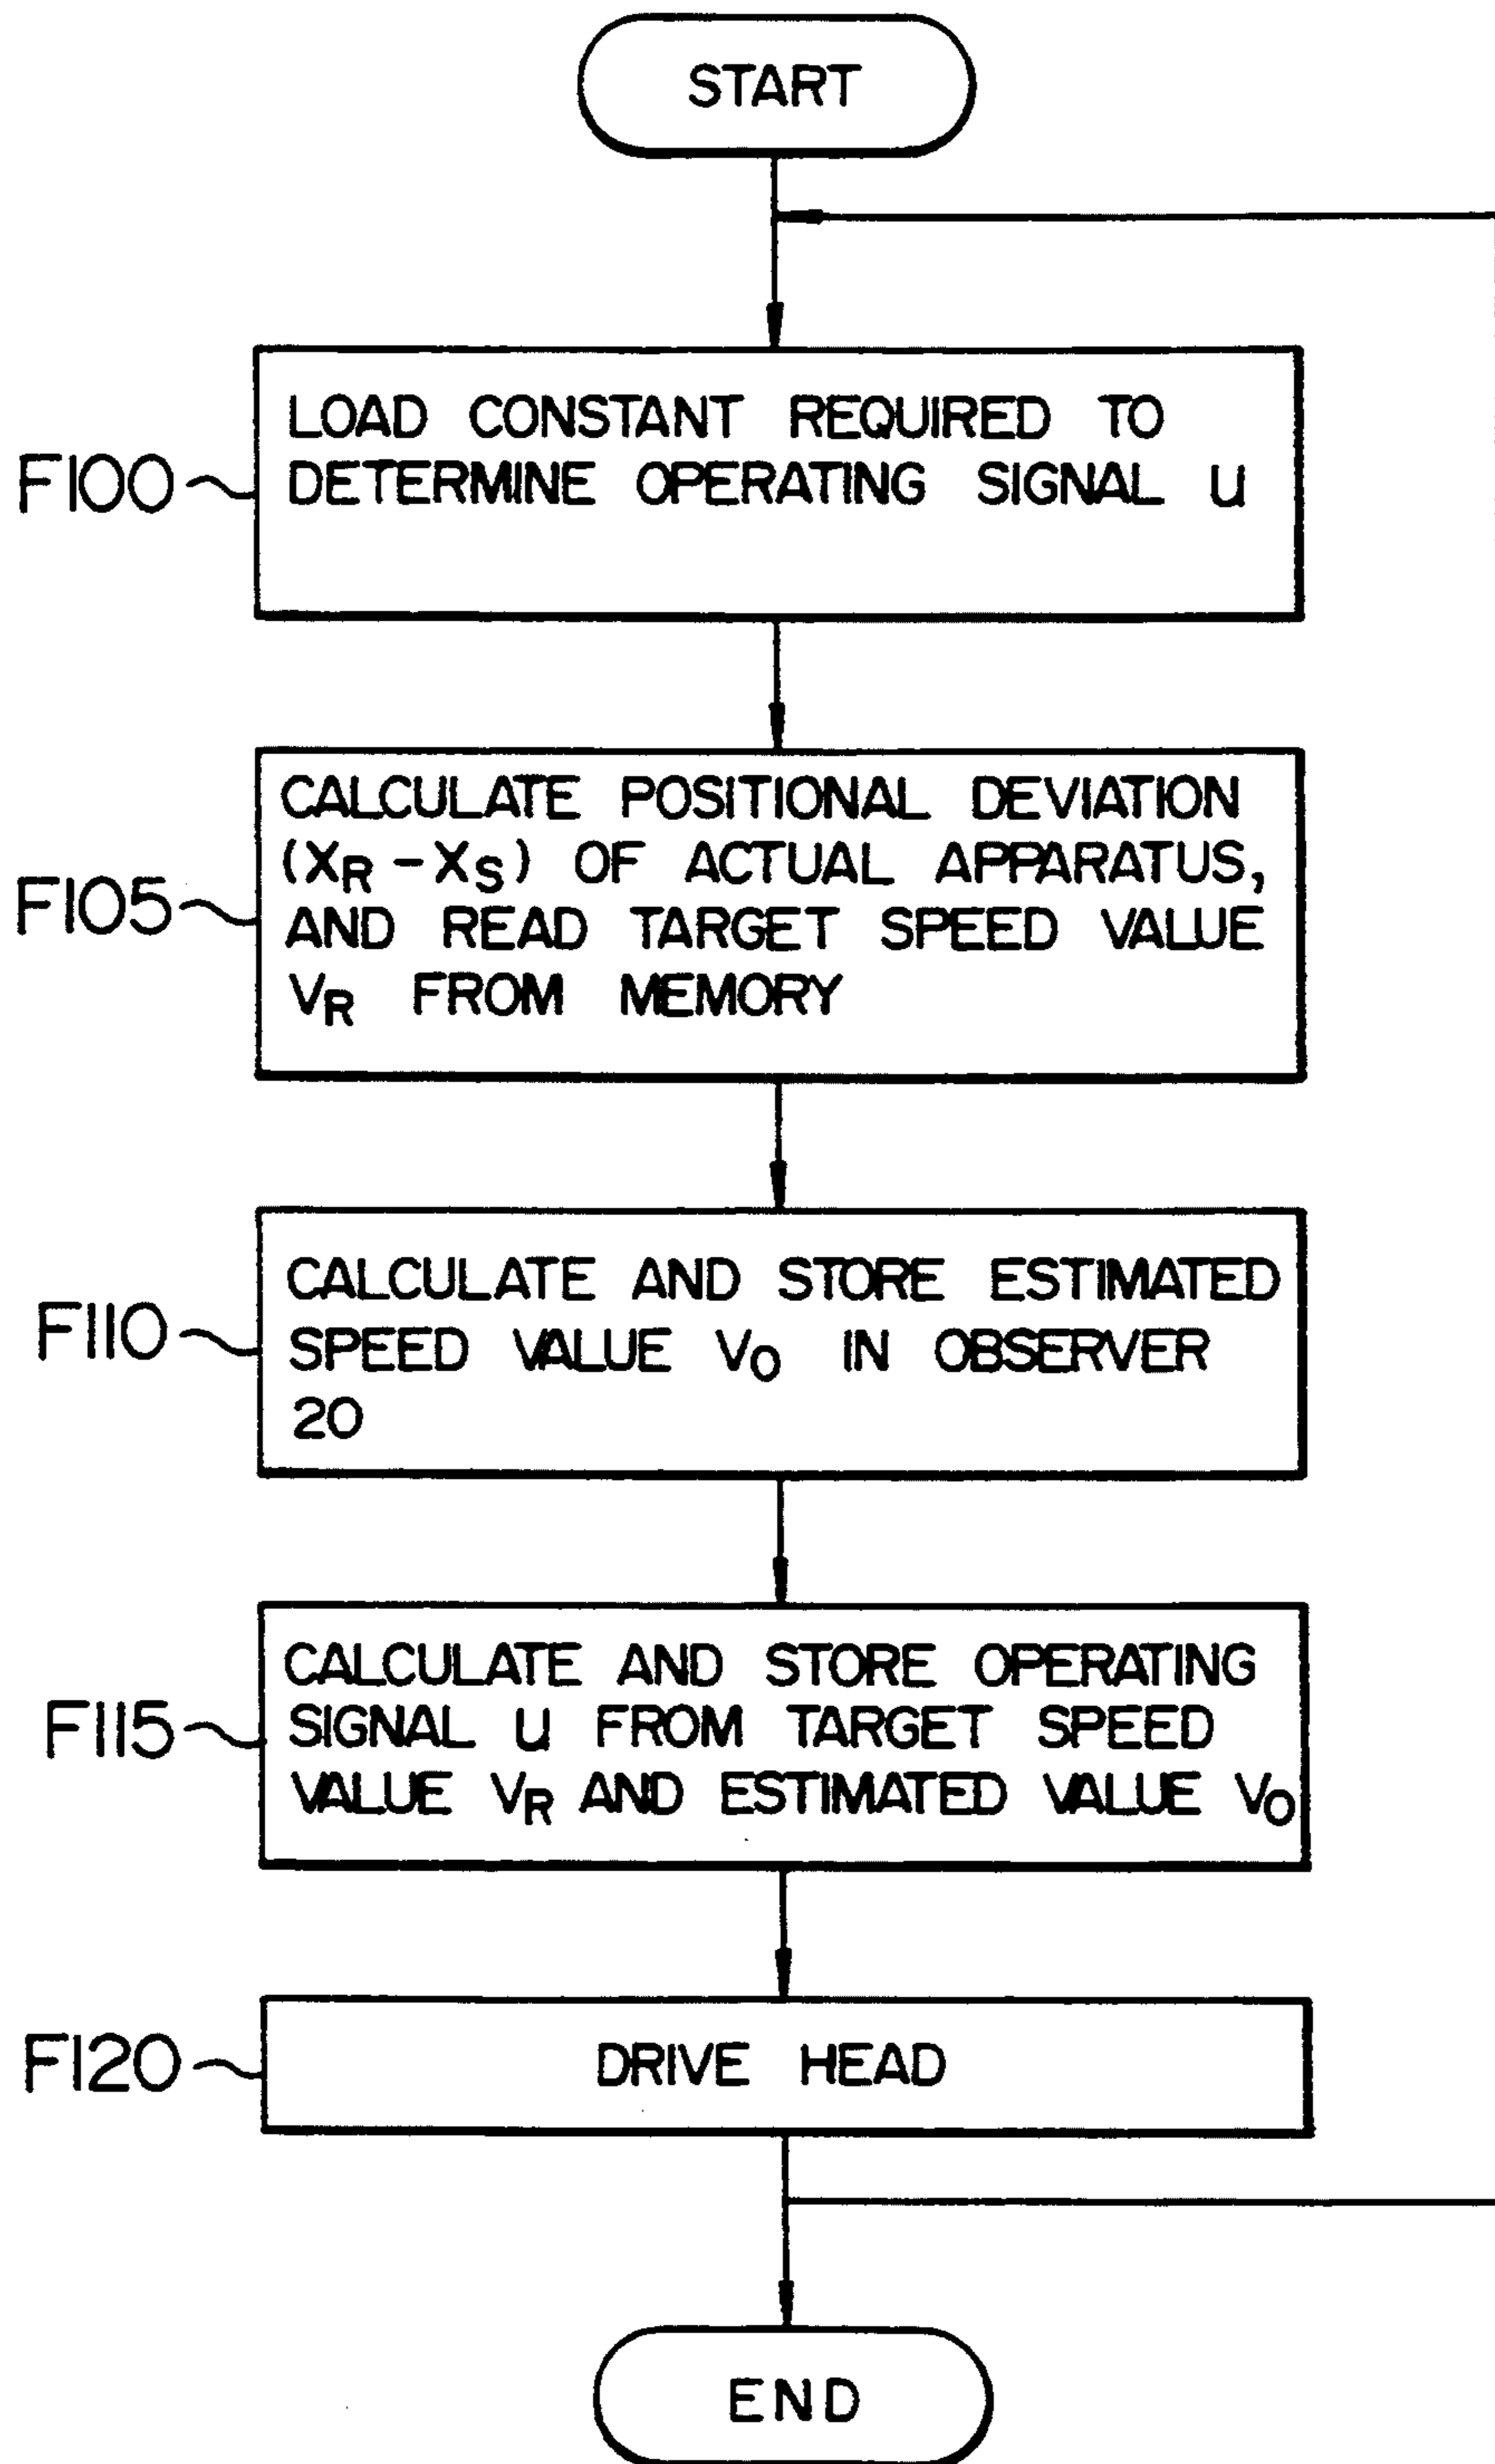 START
F100
LOAD CONSTANT REQUIRED TO
DETERMINE OPERATING SIGNAL u
F105
CALCULATE POSITIONAL DEVIATION
(XR - XS) OF ACTUAL APPARATUS,
AND READ TARGET SPEED VALUE
VR FROM MEMORY
F110
CALCULATE AND STORE ESTIMATED
SPEED VALUE VO IN OBSERVER
20
F115
CALCULATE AND STORE OPERATING
SIGNAL u FROM TARGET SPEED
VALUE VR AND ESTIMATED VALUE VO
F120
DRIVE HEAD
END